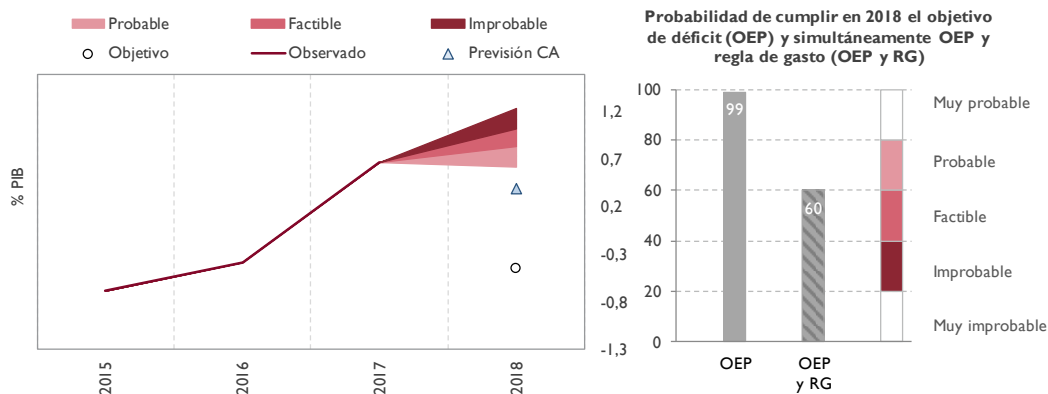 Probable
Factible
Improbable
Objetivo
Observado
Previsión CA
% PIB
1,2
0,7
0,2
-0,3
-0,8
-1,3
2015
2016
2017
2018
Probabilidad de cumplir en 2018 el objetivo
de déficit (OEP) y simultáneamente OEP y
regla de gasto (OEP y RG)
100
80
60
40
20
0
99
60
OEP
OEP
y RG
Muy probable
Probable
Factible
Improbable
Muy improbable